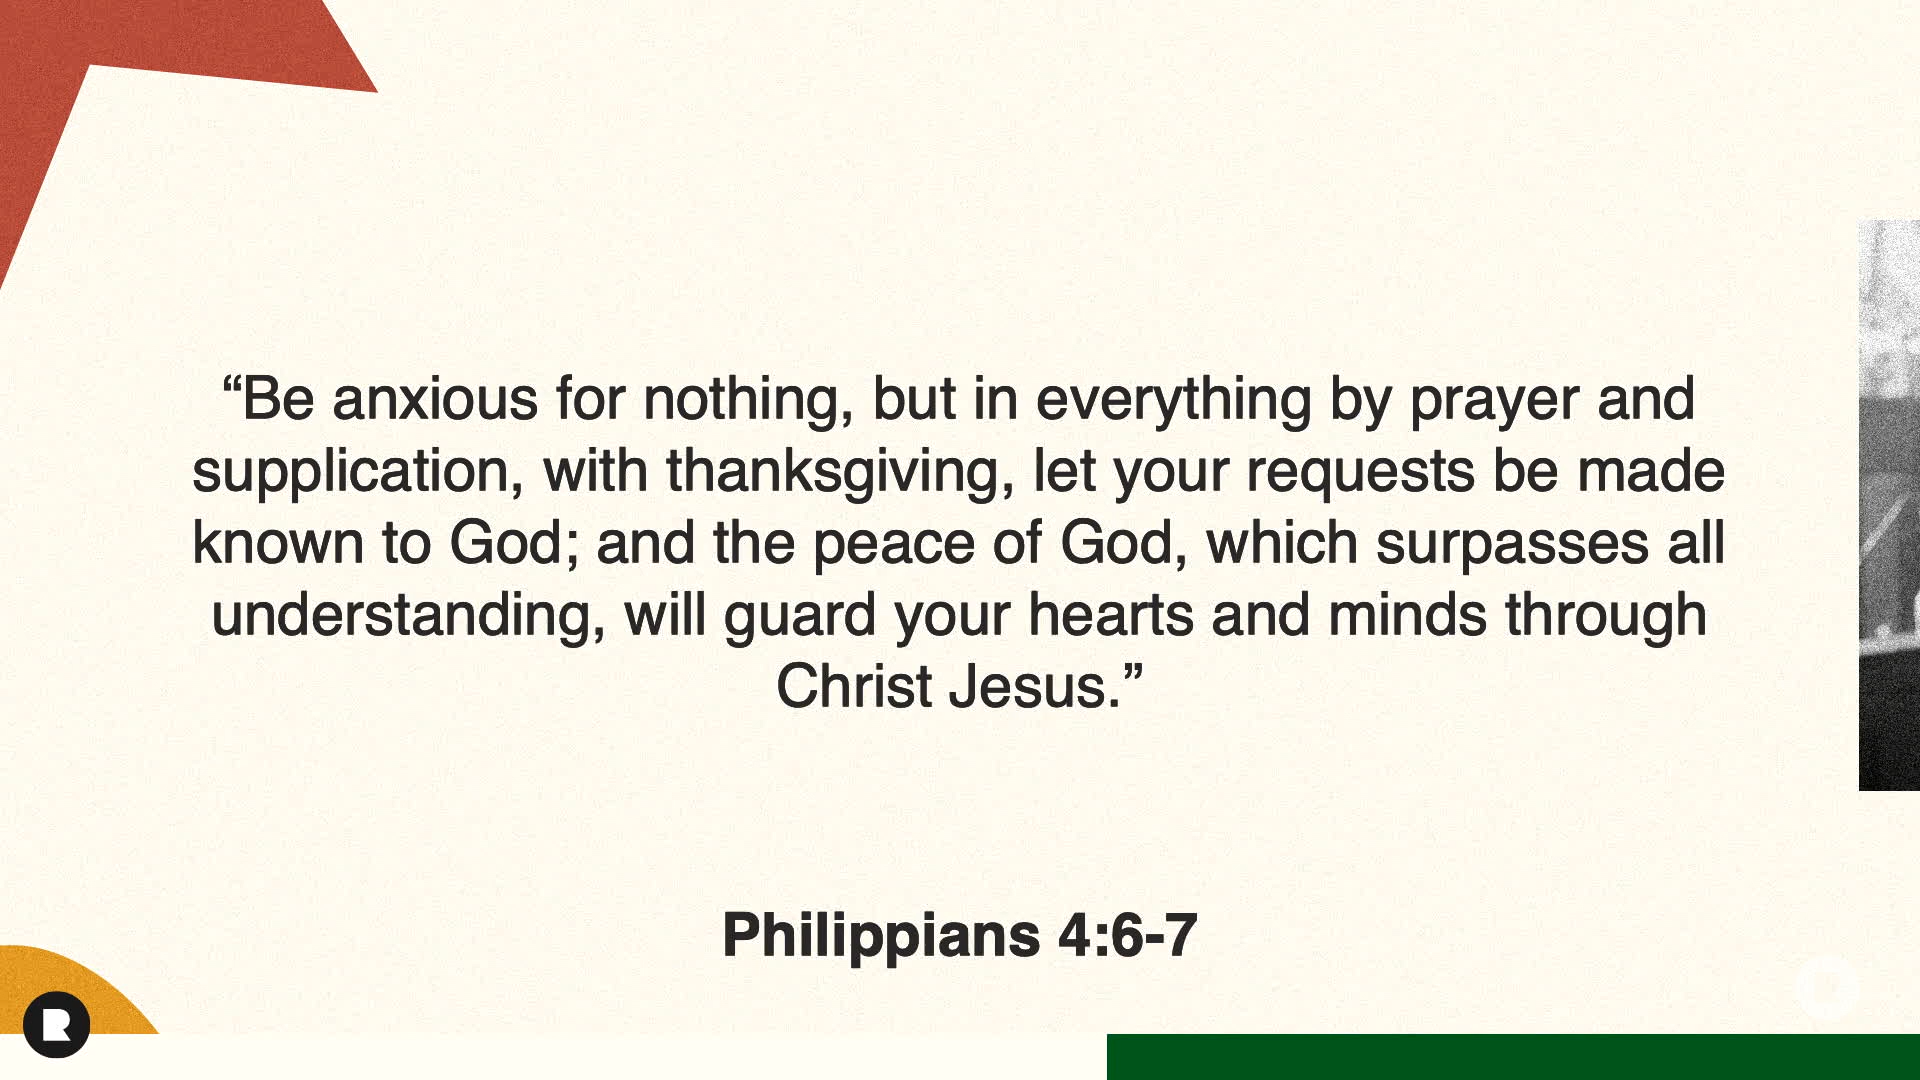 “Be anxious for nothing, but in everything by prayer and
supplication, with thanksgiving, let your requests be made
known to God; and the peace of God, which surpasses all
understanding, will guard your hearts and minds through
Christ Jesus.”
Philippians 4:6-7
R